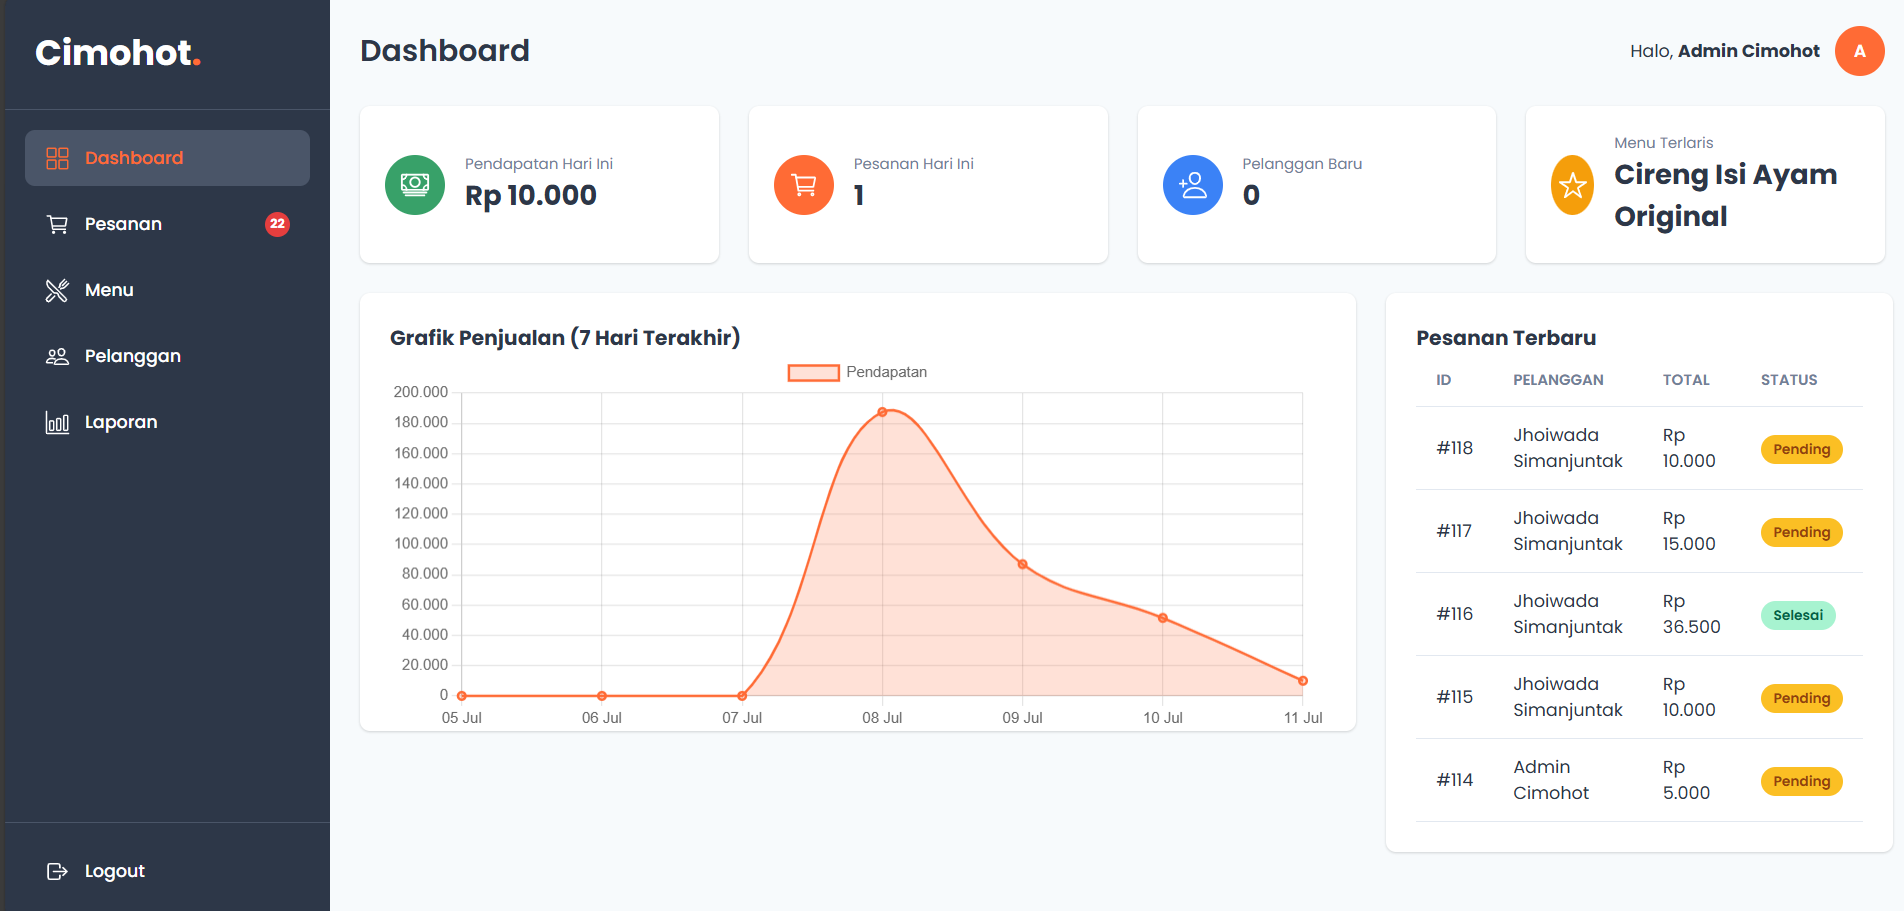 Cimohot.
Dashboard
Pesanan 22
Menu
Pelanggan
Laporan
Logout
Dashboard
Halo, Admin Cimohot A
Pendapatan Hari Ini
Rp 10.000
Pesanan Hari Ini
1
Pelanggan Baru
0
Menu Terlaris
Cireng Isi Ayam
Original
Grafik Penjualan (7 Hari Terakhir)
Pendapatan
200.000
180.000
160.000
140.000
120.000
100.000
80.000
60.000
40.000
20.000
0
05 Jul 06 Jul 07 Jul 08 Jul 09 Jul 10 Jul 11 Jul
Pesanan Terbaru
ID PELANGGAN TOTAL STATUS
#118 Jhoiwada Simanjuntak Rp 10.000 Pending
#117 Jhoiwada Simanjuntak Rp 15.000 Pending
#116 Jhoiwada Simanjuntak Rp 36.500 Selesai
#115 Jhoiwada Simanjuntak Rp 10.000 Pending
#114 Admin Cimohot Rp 5.000 Pending